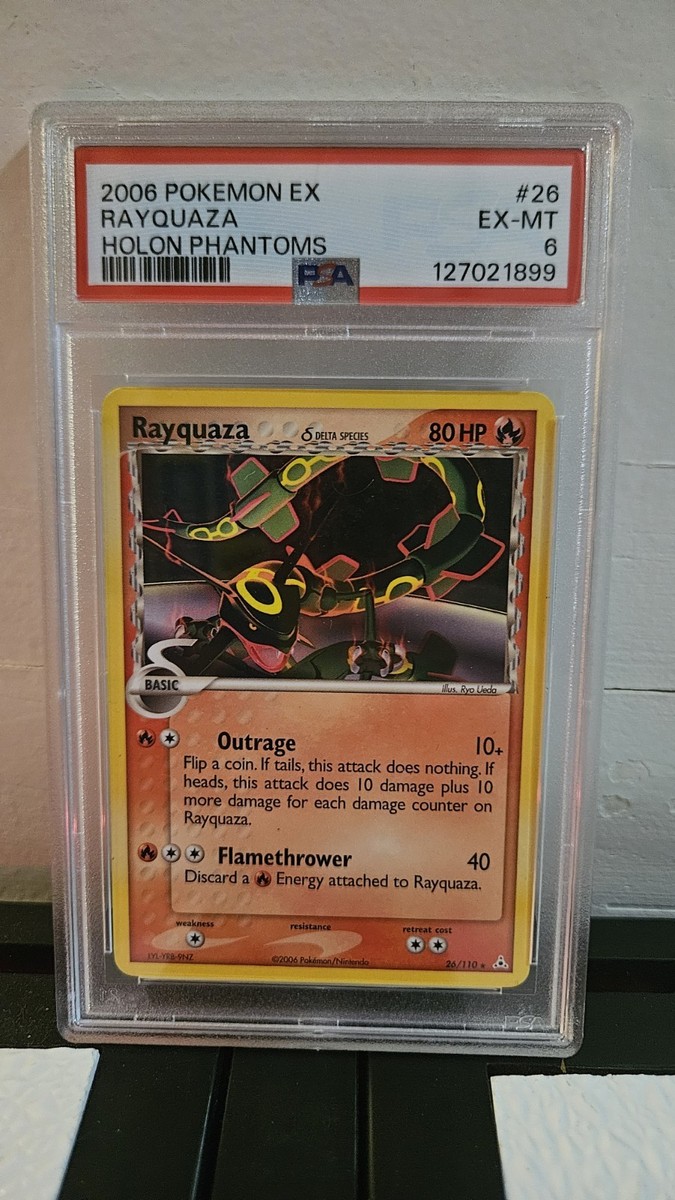 2006 POKEMON EX #26
RAYQUAZA EX-MT
HOLON PHANTOMS 6
PSA 127021899
Rayquaza δ DELTA SPECIES 80 HP
BASIC
Illus. Ryo Ueda
Outrage 10+
Flip a coin. If tails, this attack does nothing. If
heads, this attack does 10 damage plus 10
more damage for each damage counter on
Rayquaza.
Flamethrower 40
Discard a Energy attached to Rayquaza.
weakness resistance retreat cost
©2006 Pokémon/Nintendo 26/110